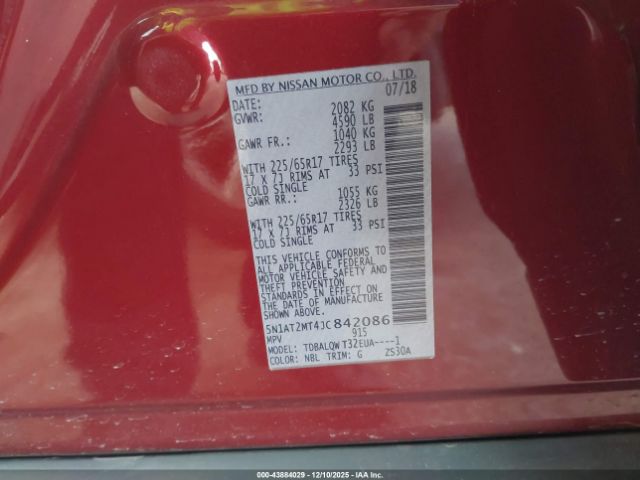 MFD BY NISSAN MOTOR CO., LTD.
DATE: 07/18
GVWR: 2082 KG
4590 LB
GAWR FR.: 1040 KG
2293 LB
WITH 225/65R17 TIRES
17 X 7J RIMS AT 33 PSI
COLD SINGLE
GAWR RR.: 1055 KG
2326 LB
WITH 225/65R17 TIRES
17 X 7J RIMS AT 33 PSI
COLD SINGLE
THIS VEHICLE CONFORMS TO
ALL APPLICABLE FEDERAL
MOTOR VEHICLE SAFETY AND
THEFT PREVENTION
STANDARDS IN EFFECT ON
THE DATE OF MANUFACTURE
SHOWN ABOVE.
5N1AT2MT4JC842086
MPV 915
MODEL: TDBALQWT32EUA----1
COLOR: NBL TRIM: G ZS30A
000-43884029 - 12/10/2025 - IAAI, Inc. - Copyright